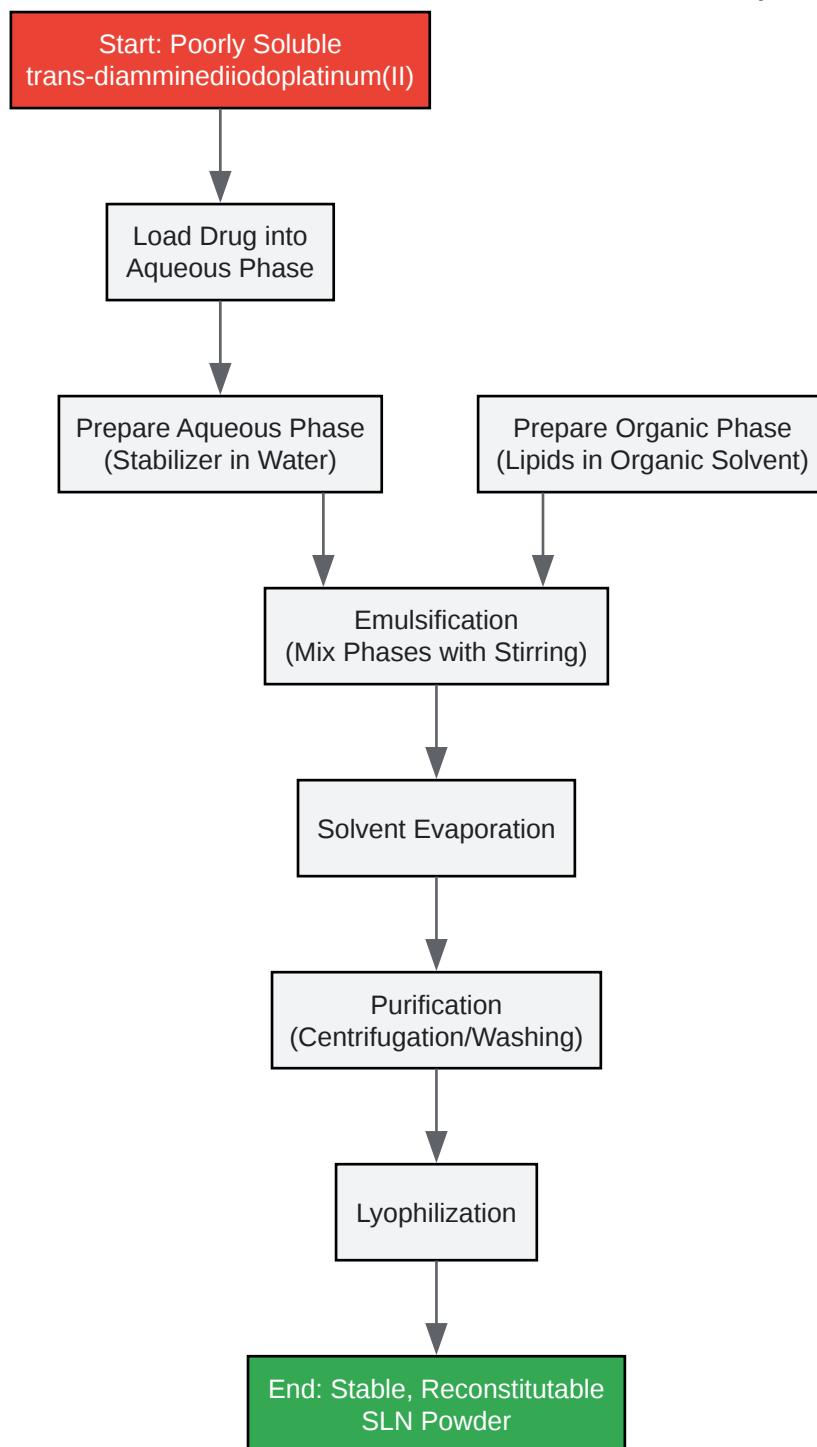 Start: Poorly Soluble
trans-diamminediiodoplatinum(II)
Load Drug into
Aqueous Phase
Prepare Aqueous Phase
(Stabilizer in Water)
Prepare Organic Phase
(Lipids in Organic Solvent)
Emulsification
(Mix Phases with Stirring)
Solvent Evaporation
Purification
(Centrifugation/Washing)
Lyophilization
End: Stable, Reconstitutable
SLN Powder